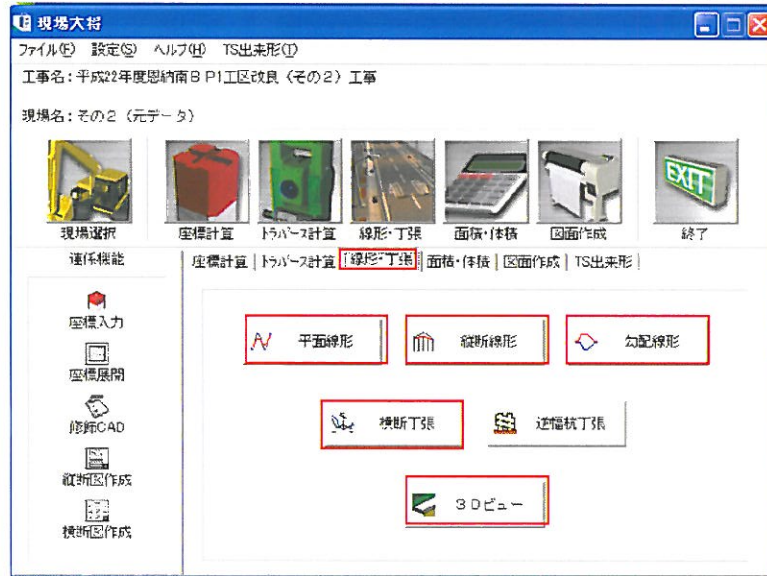 現場大将
ファイル(F) 設定(S) ヘルプ(H) TS出来形(T)
工事名:平成22年度恩納南BP1工区改良(その2)工事
現場名:その2(元データ)
EXIT
現場選択 座標計算 トラバース計算 線形・丁張 面積・体積 図面作成 終了
連係機能
座標計算 トラバース計算 線形・丁張 面積・体積 図面作成 TS出来形
座標入力
座標展開
修飾CAD
縦断図作成
横断図作成
平面線形 縦断線形 勾配線形
横断丁張 逆幅杭丁張
3Dビュー